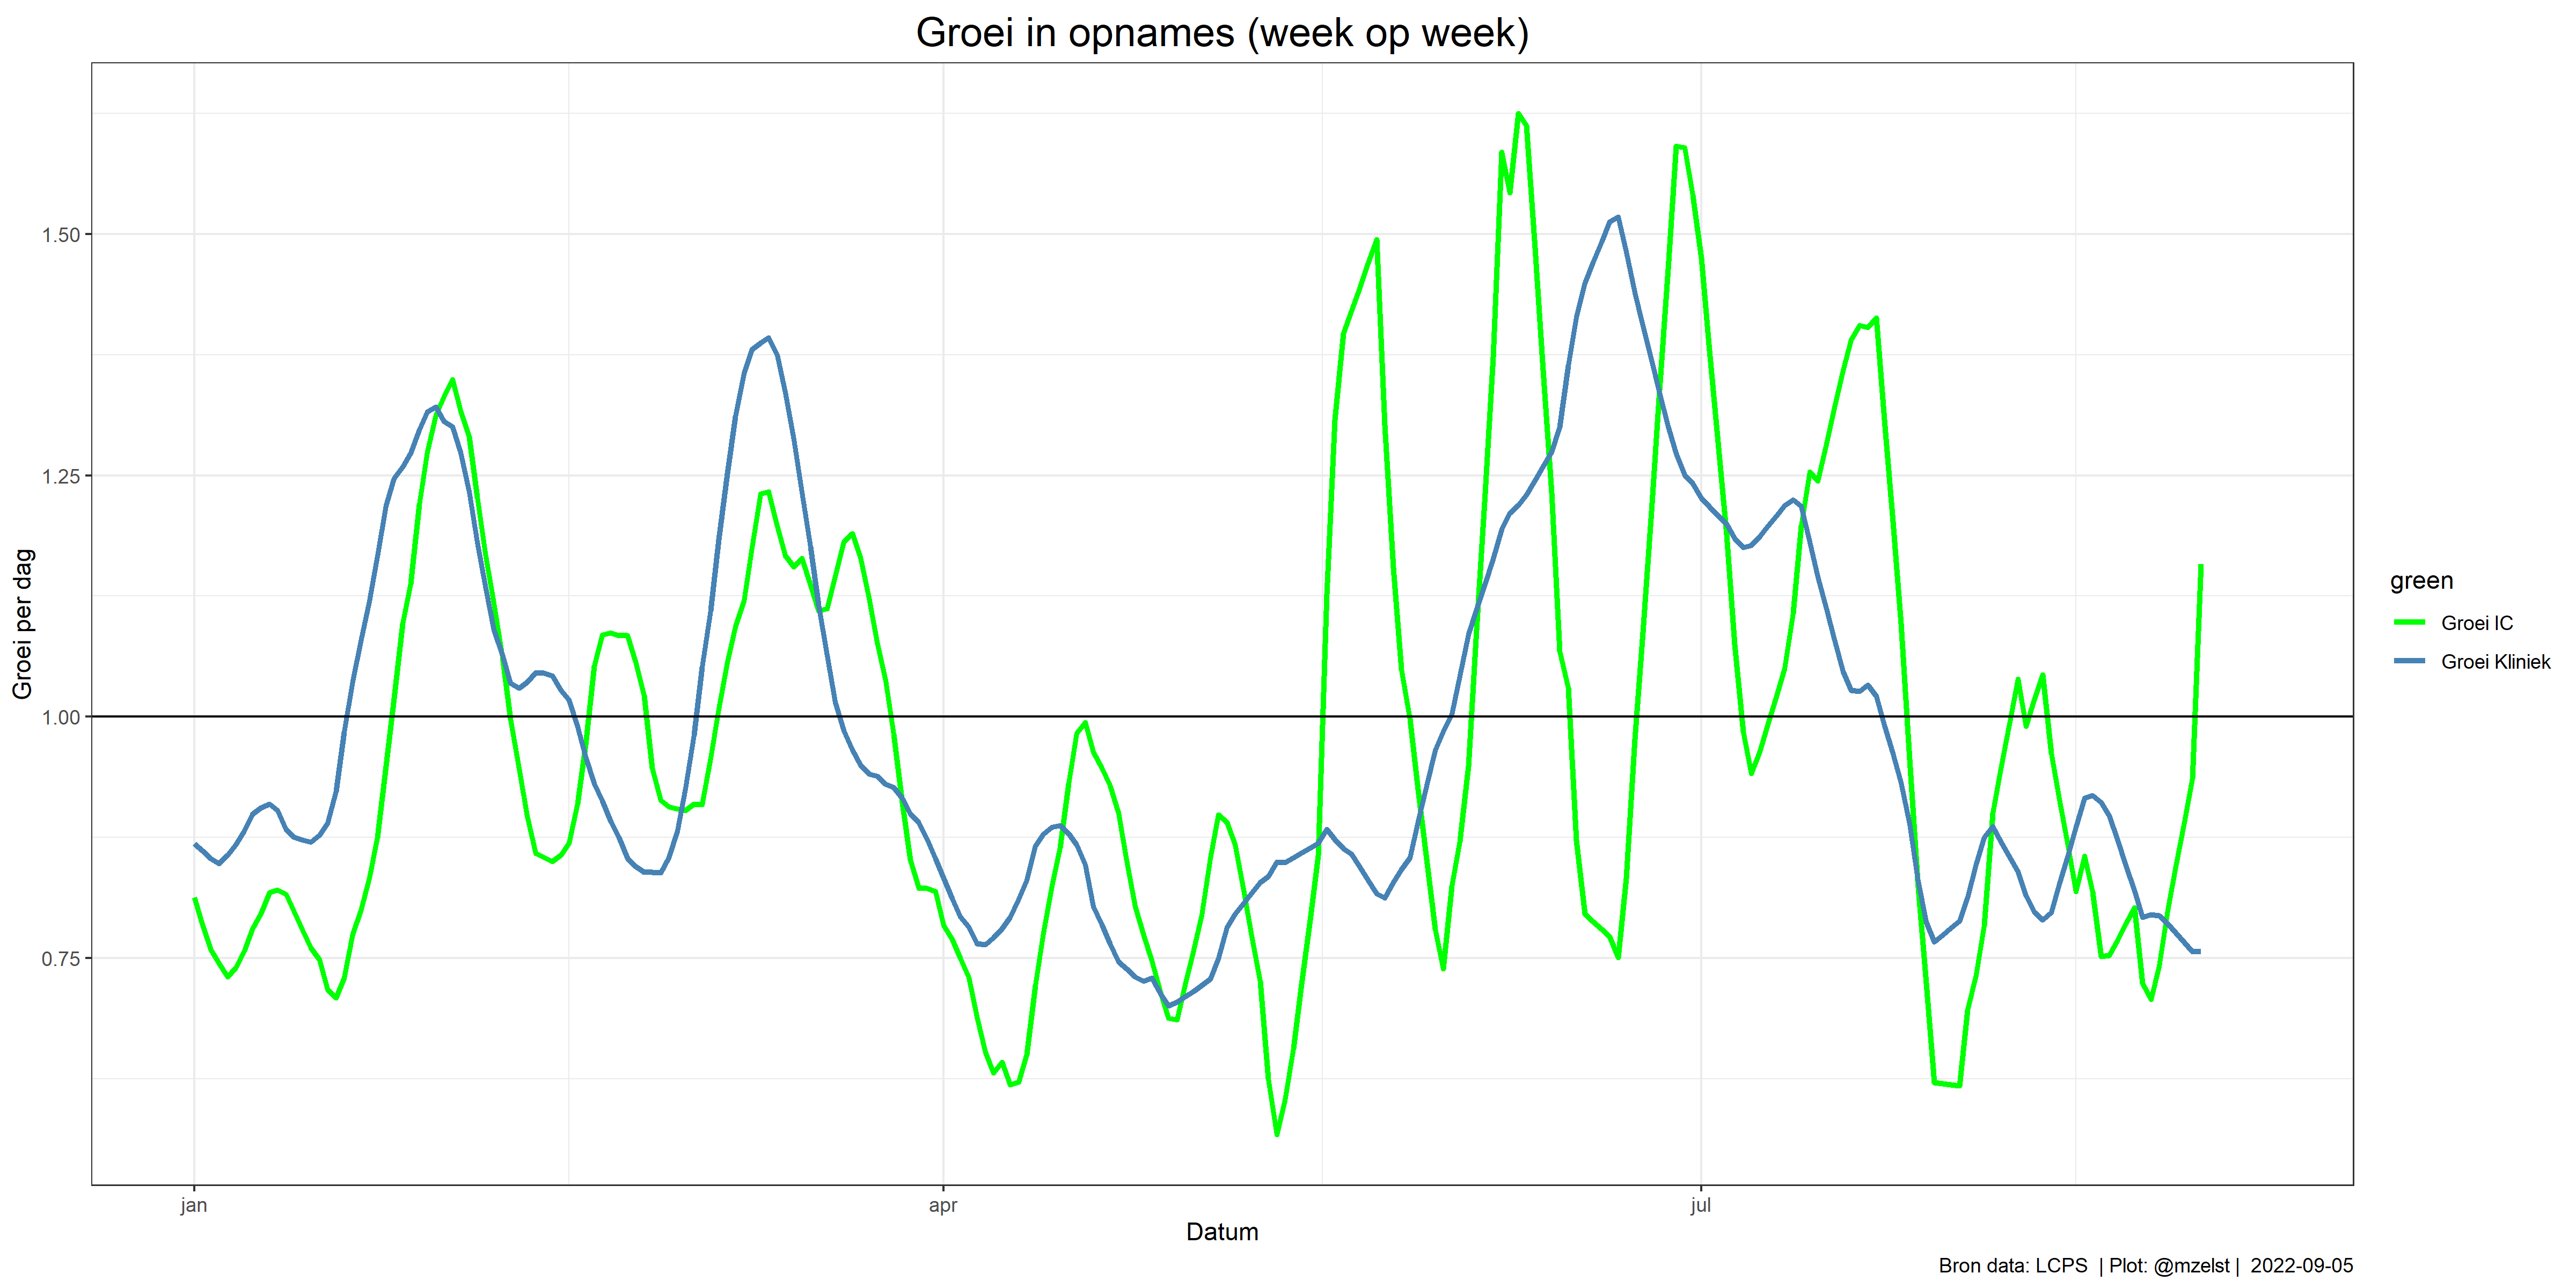 Groei in opnames (week op week)
Groei per dag
1.50
1.25
1.00
0.75
jan
apr
jul
Datum
green
Groei IC
Groei Kliniek
Bron data: LCPS | Plot: @mzelst | 2022-09-05